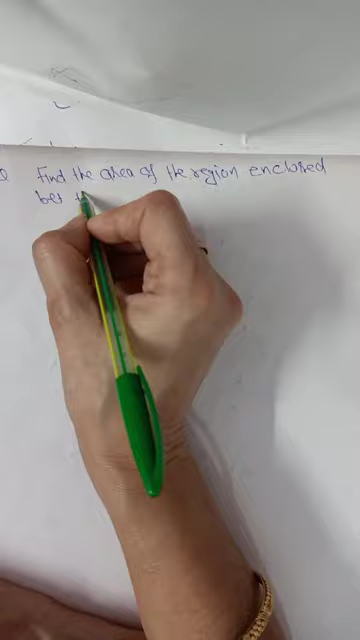 Find the area of the region enclosed
bet